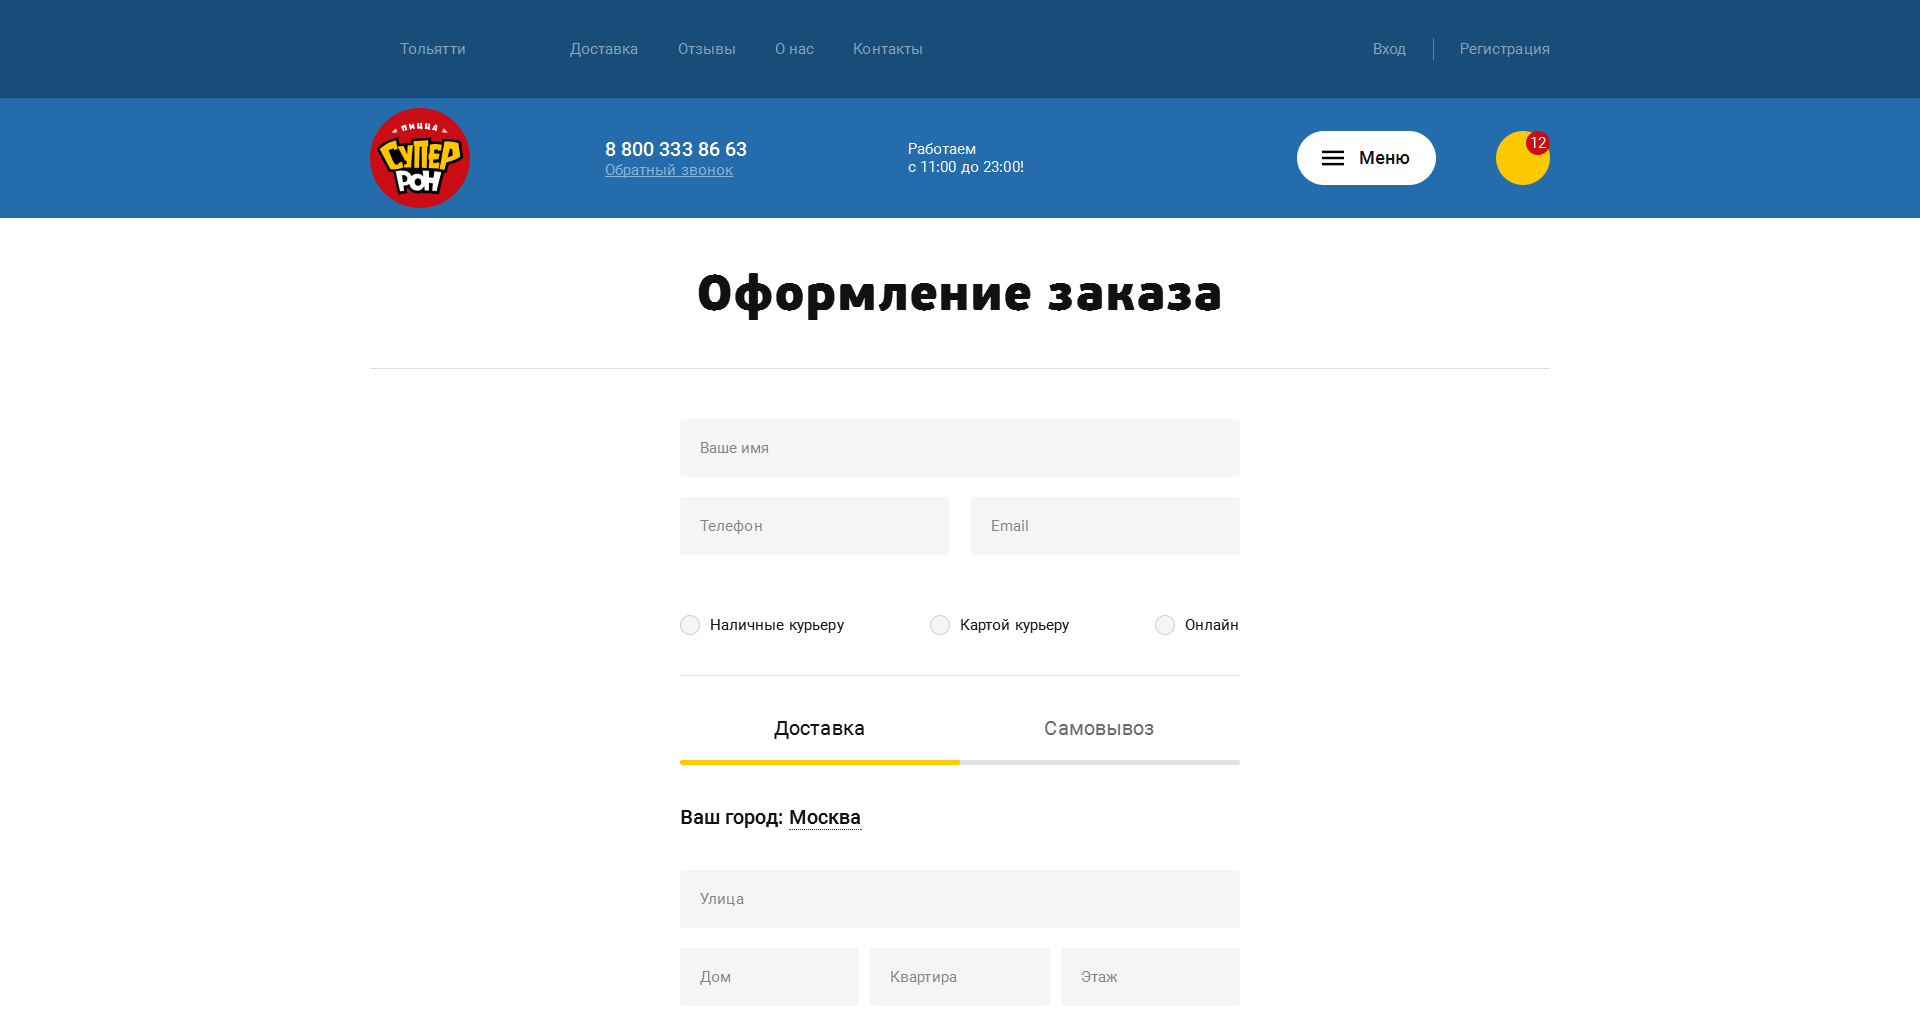 Тольятти
Доставка
Отзывы
О нас
Контакты
Вход
Регистрация
ПИЦЦА
СУПЕР
РОН
8 800 333 86 63
Обратный звонок
Работаем
с 11:00 до 23:00!
Меню
12
Оформление заказа
Ваше имя
Телефон
Email
Наличные курьеру
Картой курьеру
Онлайн
Доставка
Самовывоз
Ваш город: Москва
Улица
Дом
Квартира
Этаж